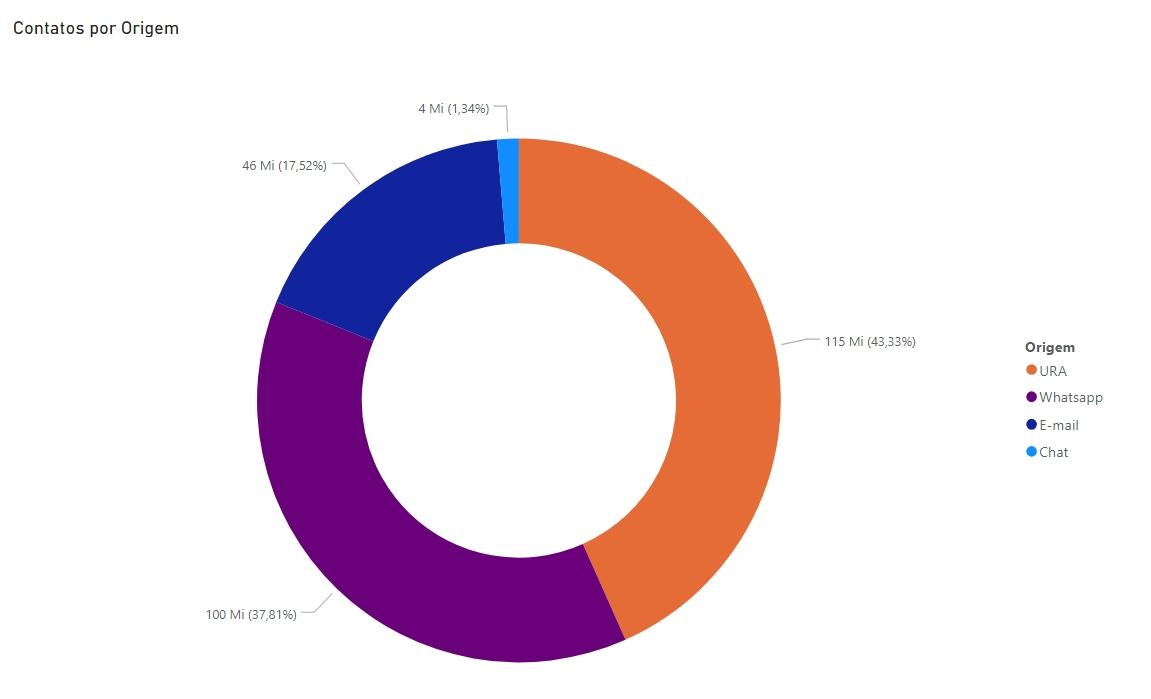 Contatos por Origem
4 Mi (1,34%)
46 Mi (17,52%)
115 Mi (43,33%)
100 Mi (37,81%)
Origem
URA
Whatsapp
E-mail
Chat